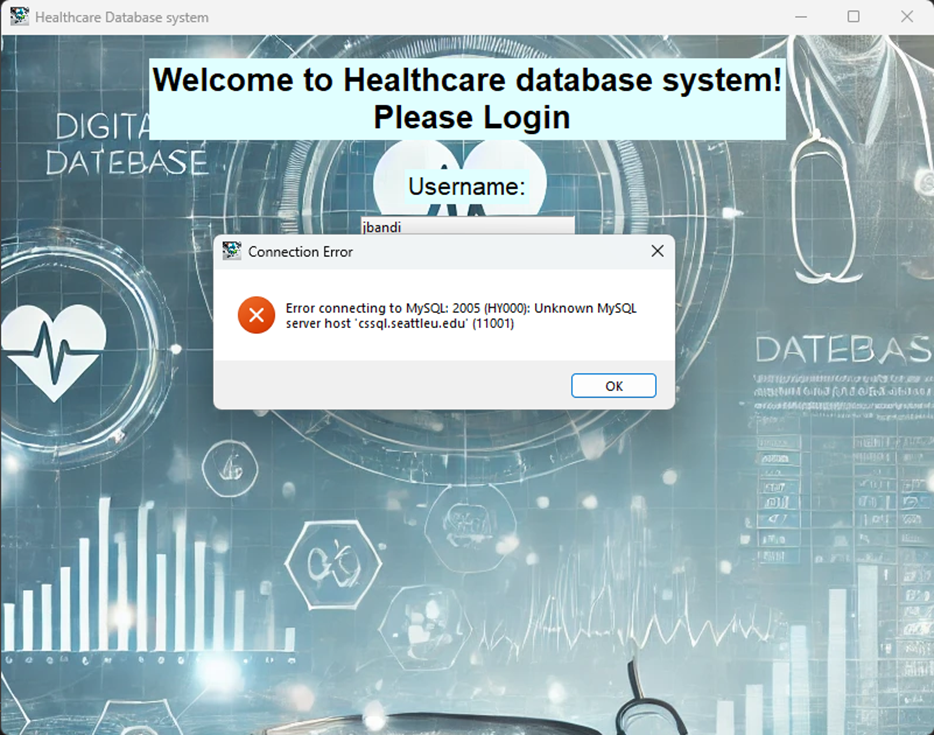 Healthcare Database system
Welcome to Healthcare database system!
Please Login
DIGITA
DATEBASE
Username:
jbandi
Connection Error
Error connecting to MySQL: 2005 (HY000): Unknown MySQL
server host 'cssql.seattleu.edu' (11001)
OK
DATEBAS